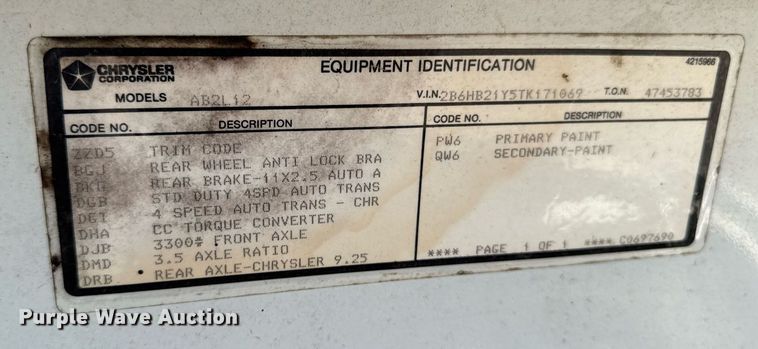 CHRYSLER
CORPORATION
EQUIPMENT IDENTIFICATION
4215966
MODELS AB2L12
V.I.N. 2B6HB21Y5TK171069 T.O.N. 47453783
CODE NO. DESCRIPTION
ZZD5 TRIM CODE
BGJ REAR WHEEL ANTI LOCK BRA
BKG REAR BRAKE-11X2.5 AUTO A
DGB STD DUTY 4SPD AUTO TRANS
DGI 4 SPEED AUTO TRANS - CHR
DHA CC TORQUE CONVERTER
DJB 3300# FRONT AXLE
DMD 3.5 AXLE RATIO
DRB REAR AXLE-CHRYSLER 9.25
CODE NO. DESCRIPTION
PW6 PRIMARY PAINT
QW6 SECONDARY-PAINT
**** PAGE 1 OF 1 **** C0697690
Purple Wave Auction